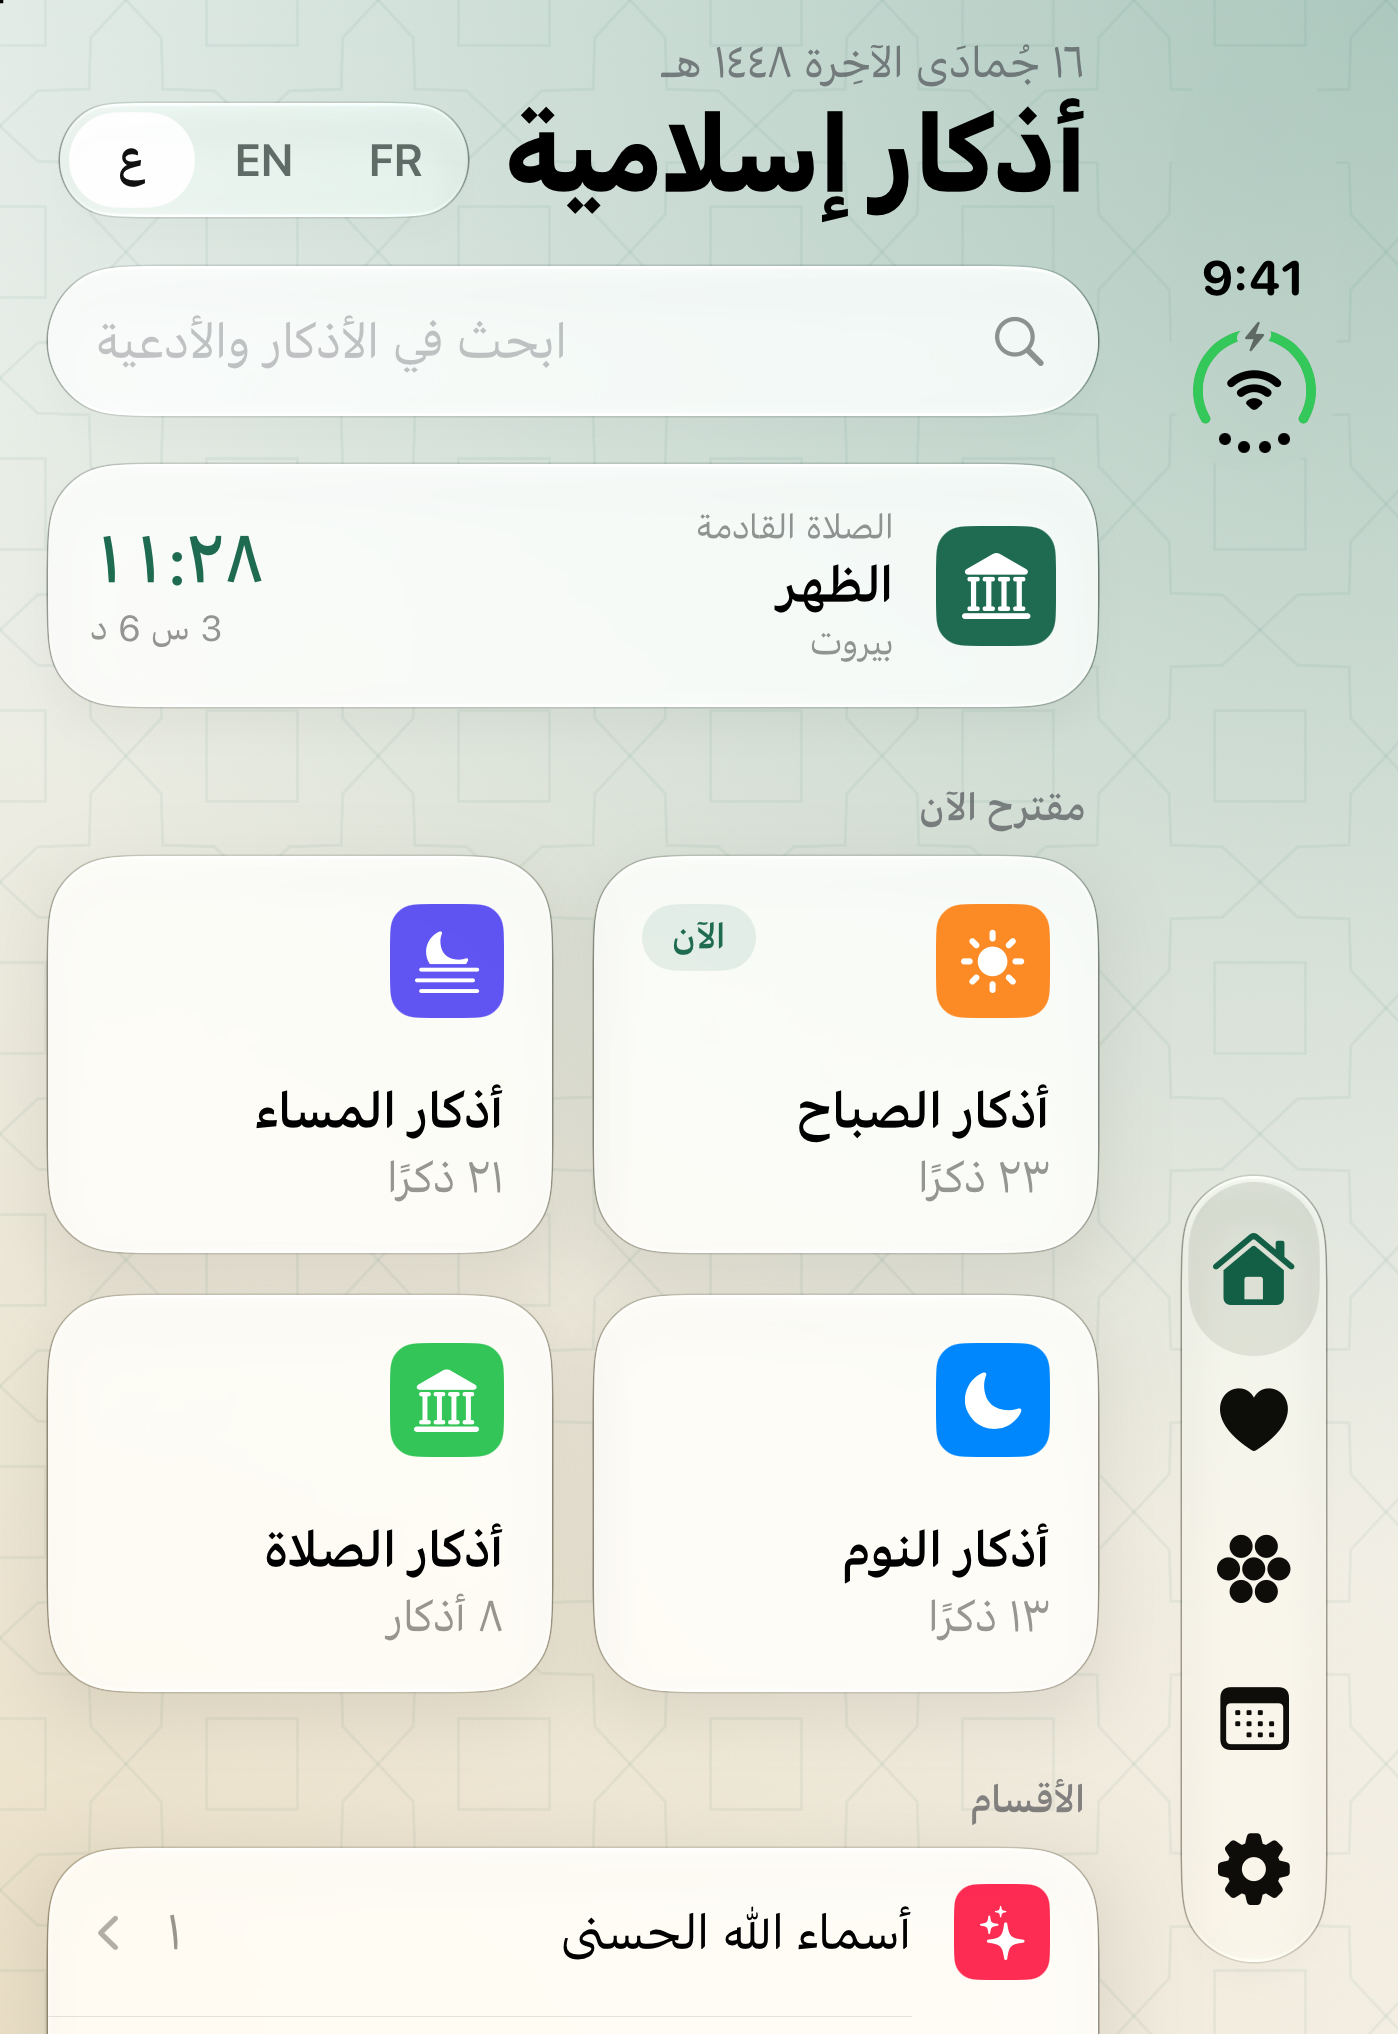 ١٦ جُمادَى الآخِرة ١٤٤٨ هـ
أذكار إسلامية
FR EN ع
9:41
ابحث في الأذكار والأدعية
الصلاة القادمة
الظهر
بيروت
١١:٢٨
3 س 6 د
مقترح الآن
الآن
أذكار الصباح
٢٣ ذكرًا
أذكار المساء
٢١ ذكرًا
أذكار النوم
١٣ ذكرًا
أذكار الصلاة
٨ أذكار
الأقسام
أسماء الله الحسنى ١